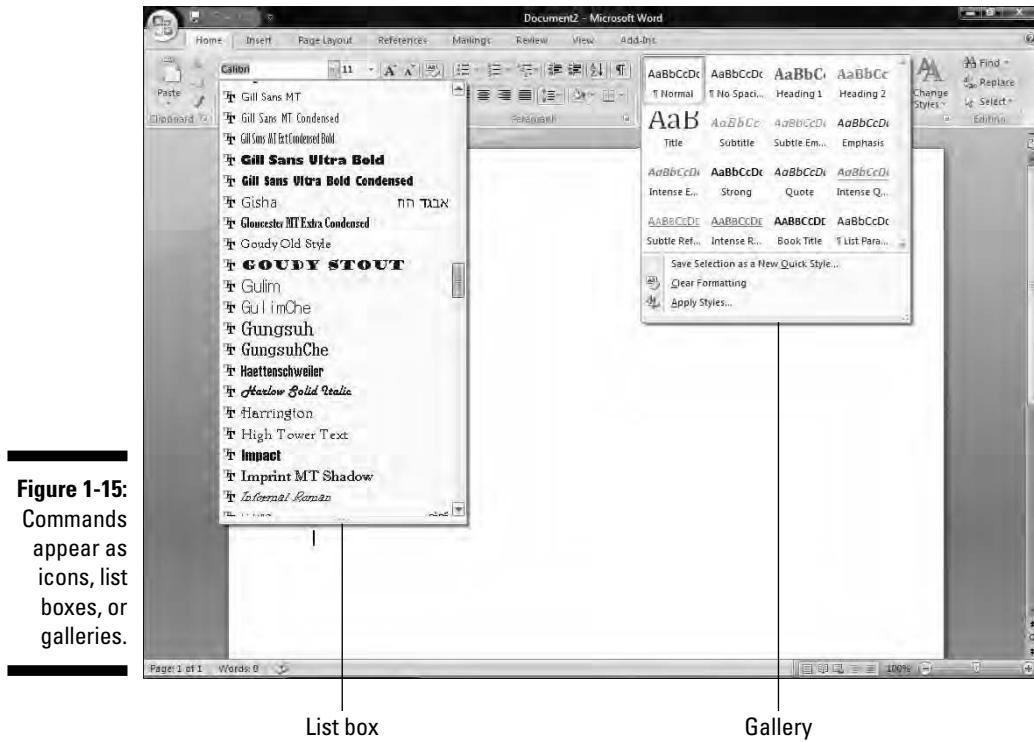 Document2 - Microsoft Word
Home Insert Page Layout References Mailings Review View Add-Ins
Calibri 11
Paste
Clipboard
Paragraph
Gill Sans MT
Gill Sans MT Condensed
Gill Sans MT Ext Condensed Bold
Gill Sans Ultra Bold
Gill Sans Ultra Bold Condensed
Gisha אבגד הח
Gloucester MT Extra Condensed
Goudy Old Style
GOUDY STOUT
Gulim
GulimChe
Gungsuh
GungsuhChe
Haettenschweiler
Harlow Solid Italic
Harrington
High Tower Text
Impact
Imprint MT Shadow
Informal Roman
AaBbCcDc AaBbCcDc AaBbC AaBbCc
¶ Normal ¶ No Spaci... Heading 1 Heading 2
AaB AaBbCc AaBbCcDi AaBbCcDi
Title Subtitle Subtle Em... Emphasis
AaBbCcDi AaBbCcDc AaBbCcDi AaBbCcDi
Intense E... Strong Quote Intense Q...
AABBCCDC AABBCCDC AABBCCDC AaBbCcDc
Subtle Ref... Intense R... Book Title ¶ List Para...
Save Selection as a New Quick Style...
Clear Formatting
Apply Styles...
Change
Styles
Find
Replace
Select
Editing
Page: 1 of 1 Words: 0
100%
Figure 1-15:
Commands
appear as
icons, list
boxes, or
galleries.
List box Gallery